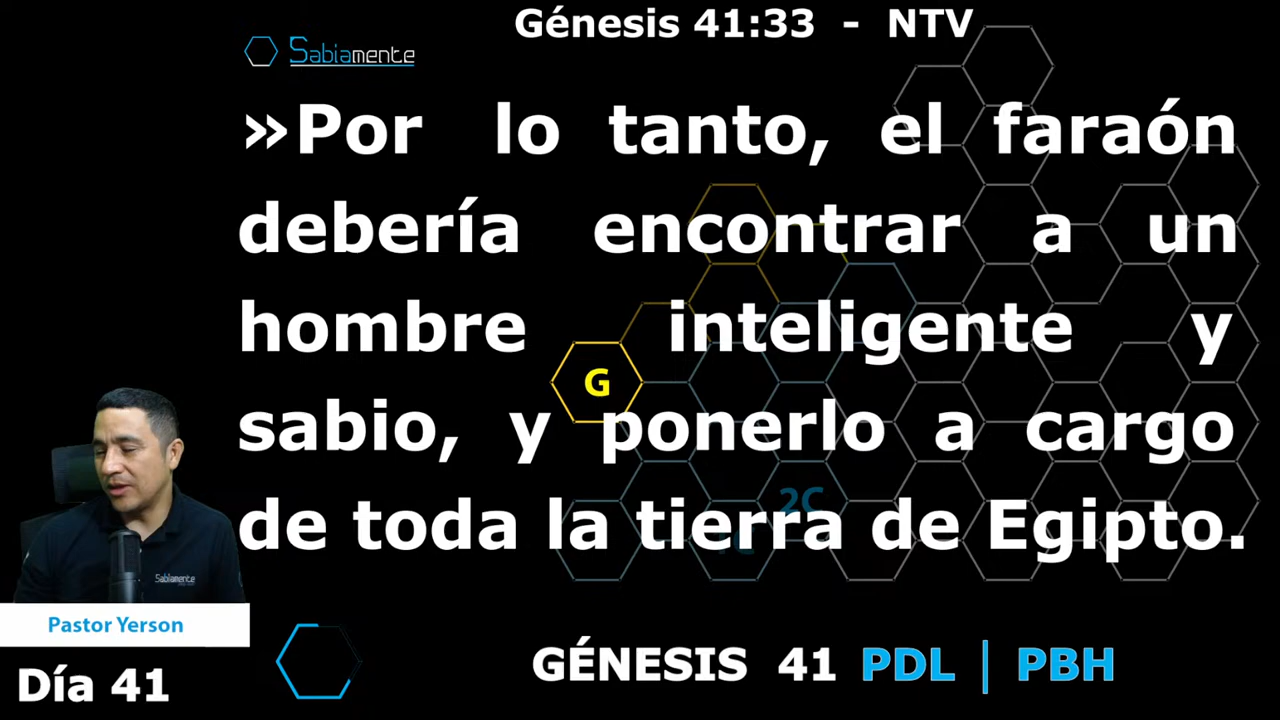 Génesis 41:33 - NTV
Sabiamente
»Por lo tanto, el faraón
debería encontrar a un
hombre inteligente y
G
sabio, y ponerlo a cargo
2C
de toda la tierra de Egipto.
1C
Sabiamente
Pastor Yerson
Día 41
GÉNESIS 41 PDL | PBH